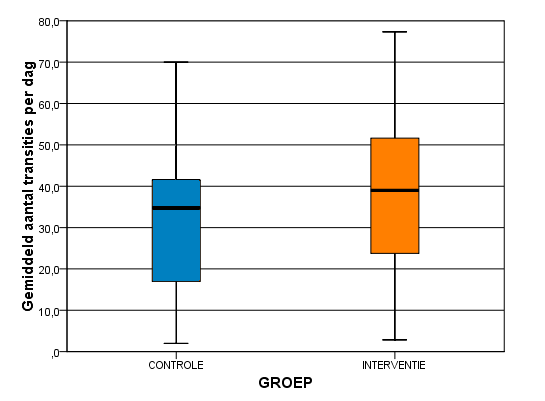 Gemiddeld aantal transities per dag
80,0
70,0
60,0
50,0
40,0
30,0
20,0
10,0
,0
CONTROLE
INTERVENTIE
GROEP